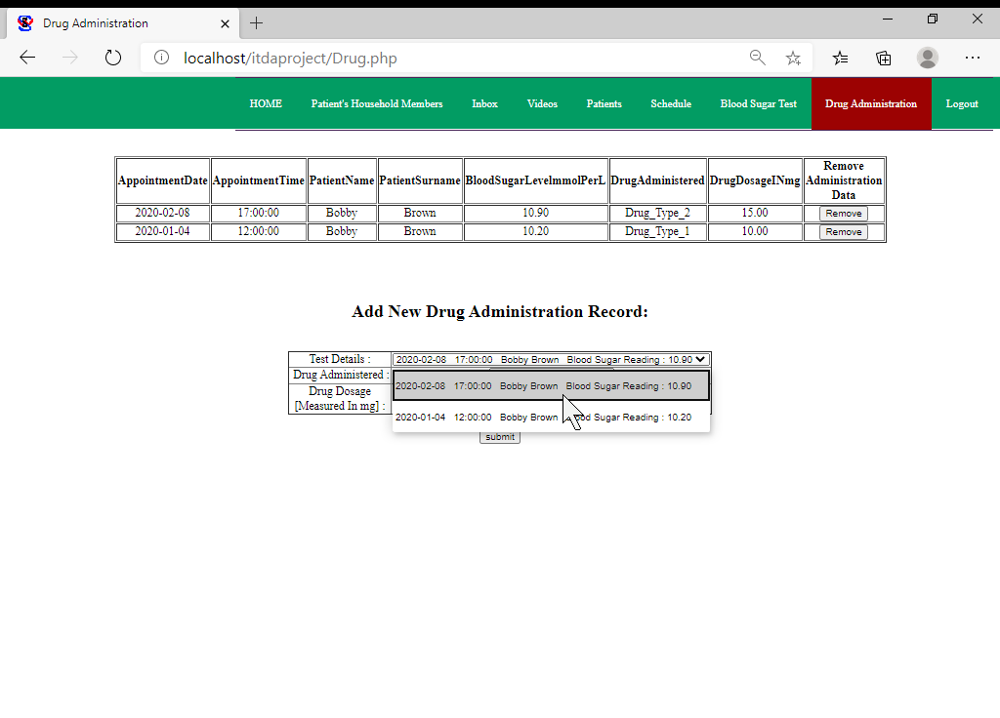 Drug Administration
localhost/itdaproject/Drug.php
HOME Patient's Household Members Inbox Videos Patients Schedule Blood Sugar Test Drug Administration Logout
AppointmentDate AppointmentTime PatientName PatientSurname BloodSugarLevelmmolPerL DrugAdministered DrugDosageINmg Remove Administration Data
2020-02-08 17:00:00 Bobby Brown 10.90 Drug_Type_2 15.00 Remove
2020-01-04 12:00:00 Bobby Brown 10.20 Drug_Type_1 10.00 Remove
Add New Drug Administration Record:
Test Details : 2020-02-08 17:00:00 Bobby Brown Blood Sugar Reading : 10.90
Drug Administered :
2020-02-08 17:00:00 Bobby Brown Blood Sugar Reading : 10.90
Drug Dosage
[Measured In mg] :
2020-01-04 12:00:00 Bobby Brown Blood Sugar Reading : 10.20
submit